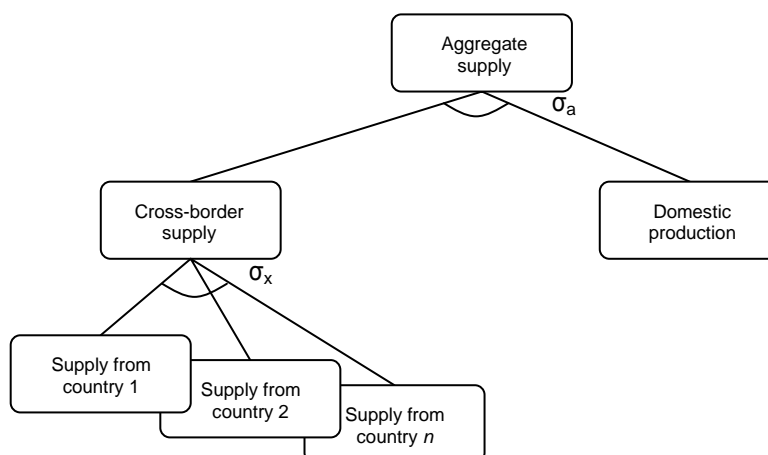 Aggregate
supply
σa
Cross-border
supply
Domestic
production
σx
Supply from
country 1
Supply from
country 2
Supply from
country n